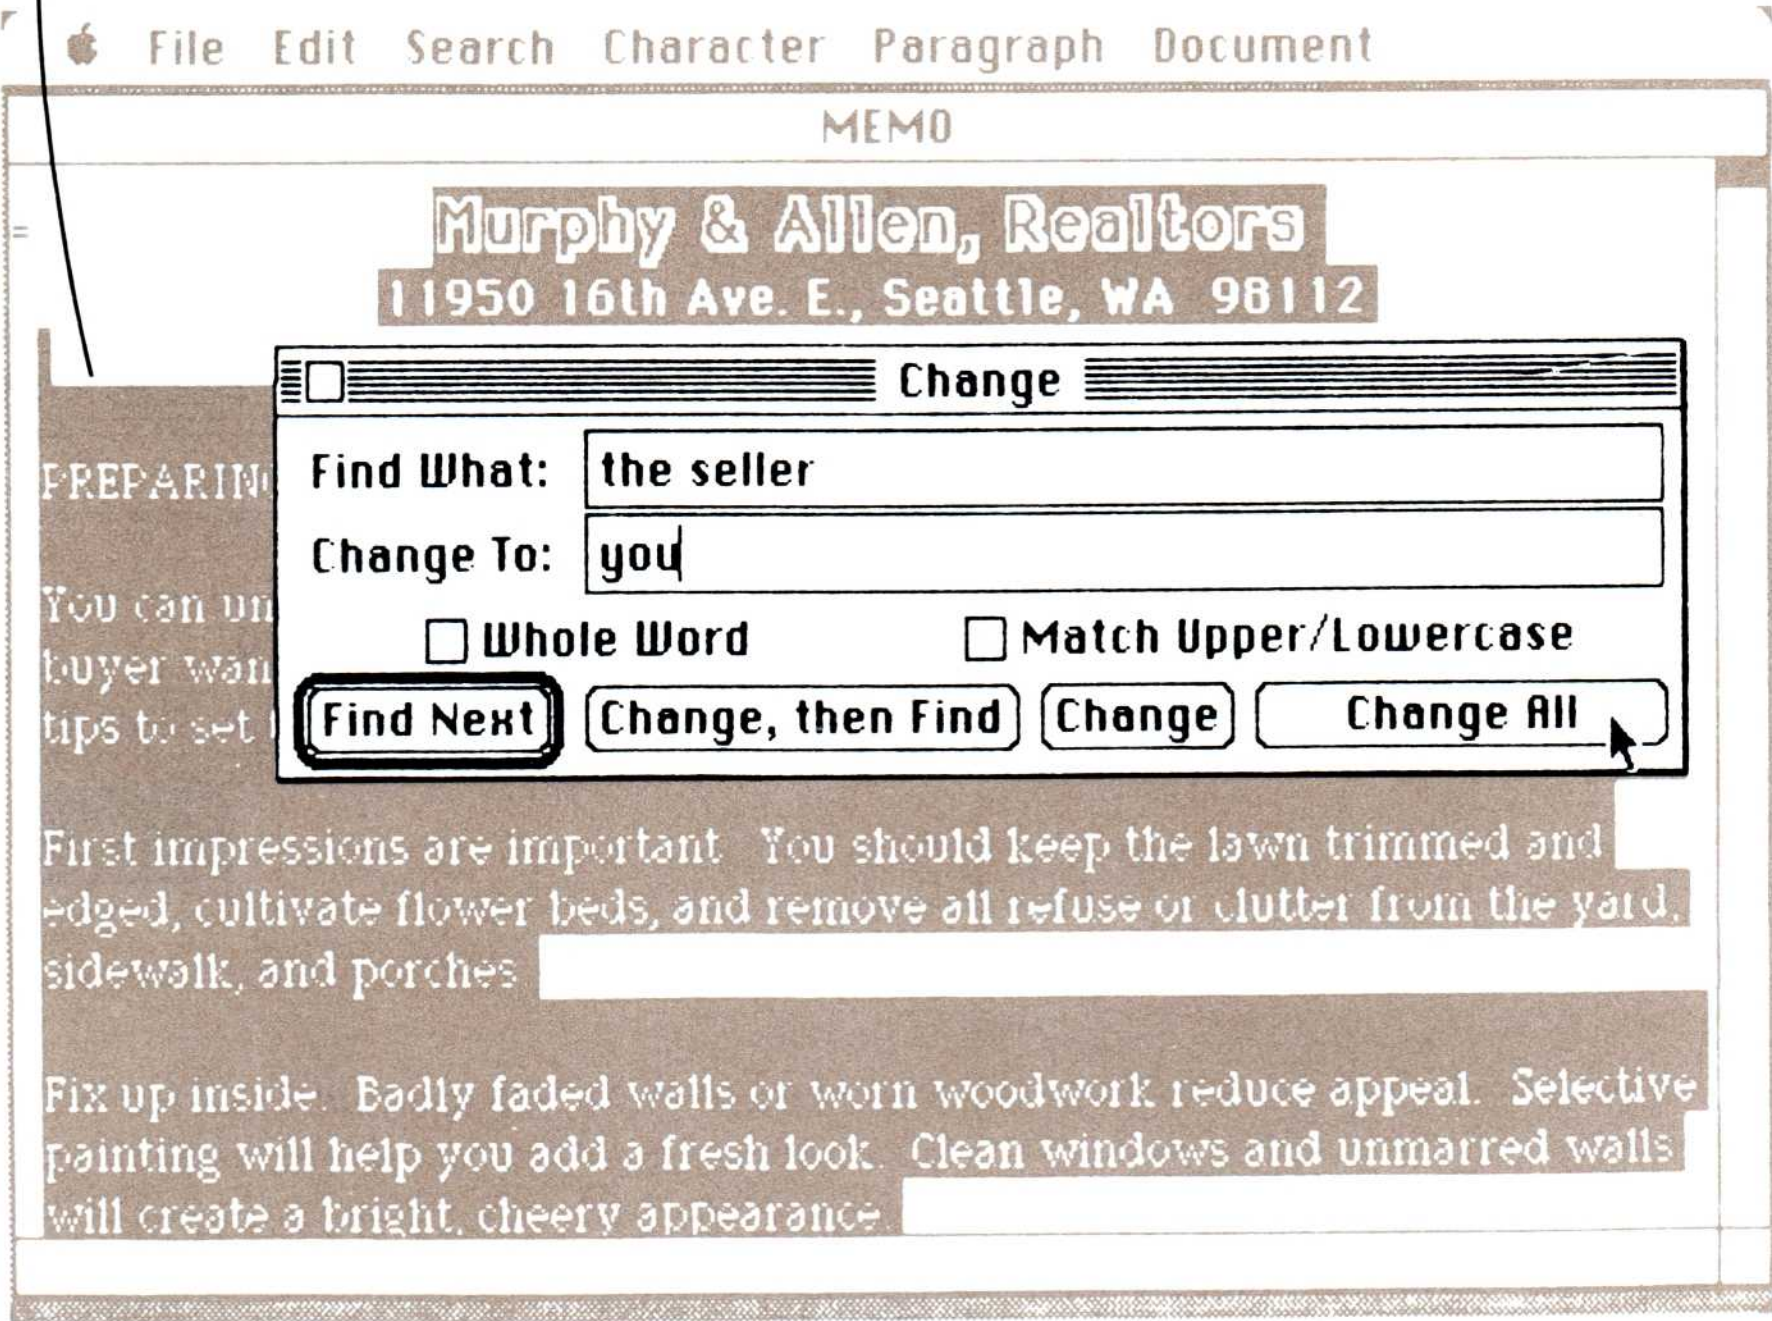 File Edit Search Character Paragraph Document
MEMO
Murphy & Allen, Realtors
11950 16th Ave. E., Seattle, WA 98112
Change
Find What: the seller
Change To: you
Whole Word Match Upper/Lowercase
Find Next Change, then Find Change Change All
PREPARING
You can un
buyer wan
tips to set
First impressions are important. You should keep the lawn trimmed and
edged, cultivate flower beds, and remove all refuse or clutter from the yard,
sidewalk, and porches.
Fix up inside. Badly faded walls or worn woodwork reduce appeal. Selective
painting will help you add a fresh look. Clean windows and unmarred walls
will create a bright, cheery appearance.